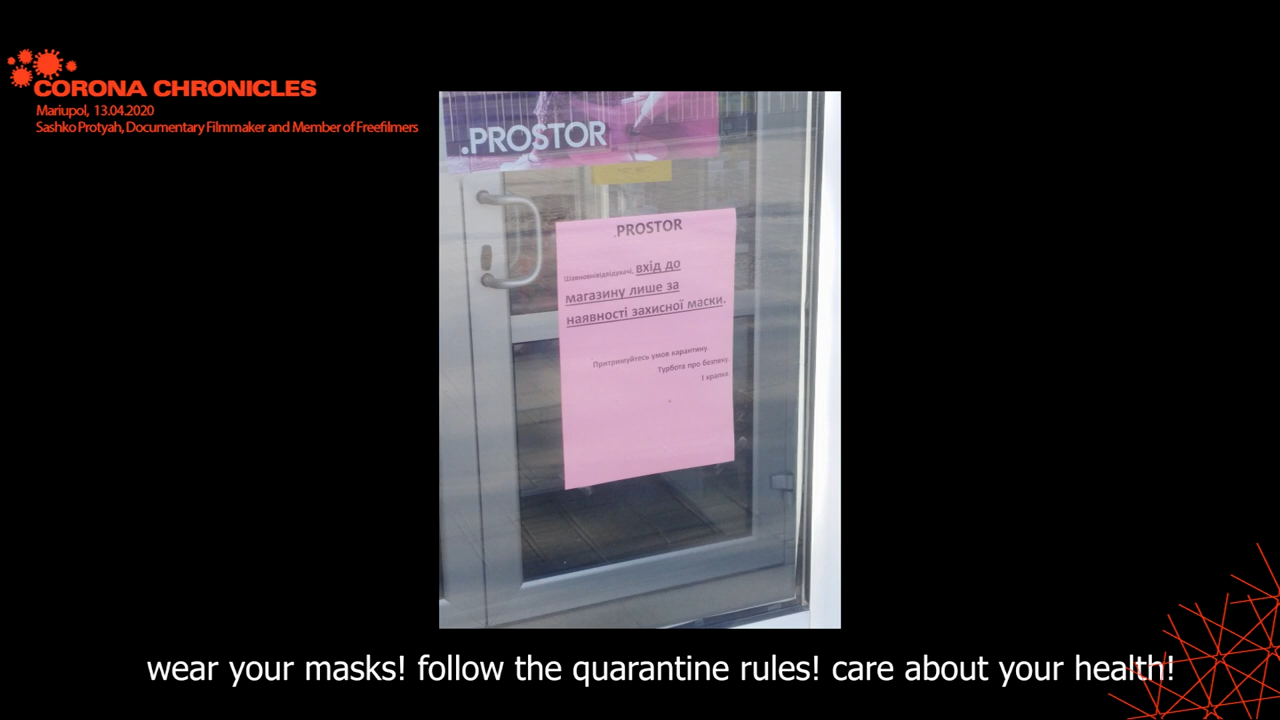 CORONA CHRONICLES
Mariupol, 13.04.2020
Sashko Protyah, Documentary Filmmaker and Member of Freefilmers
.PROSTOR
.PROSTOR
Шановнівідвідувачі, вхід до
магазину лише за
наявності захисної маски.
Притримуйтесь умов карантину.
Турбота про безпеку.
І крапка
wear your masks! follow the quarantine rules! care about your health!